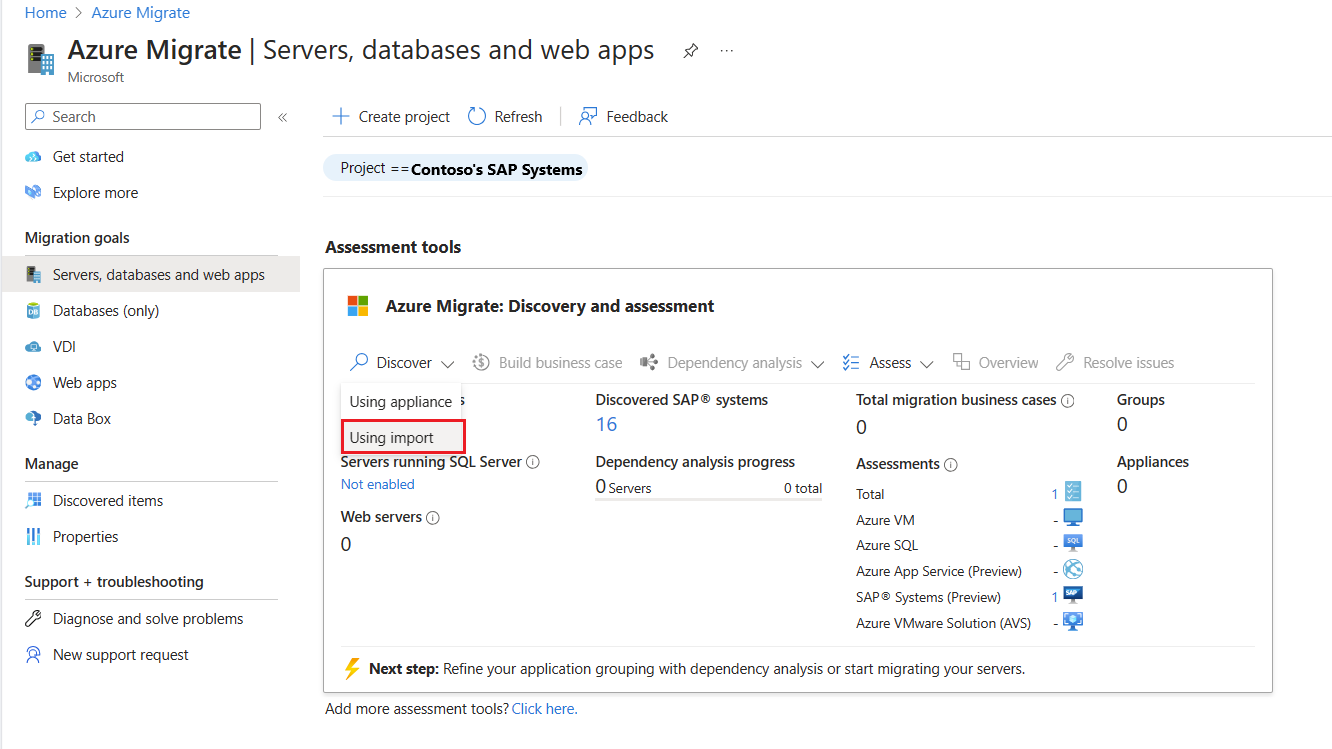 Home > Azure Migrate
Azure Migrate | Servers, databases and web apps
Microsoft
Search
Get started
Explore more
Migration goals
Servers, databases and web apps
Databases (only)
VDI
Web apps
Data Box
Manage
Discovered items
Properties
Support + troubleshooting
Diagnose and solve problems
New support request
Create project Refresh Feedback
Project == Contoso's SAP Systems
Assessment tools
Azure Migrate: Discovery and assessment
Discover Build business case Dependency analysis Assess Overview Resolve issues
Using appliance
Using import
Servers running SQL Server
Not enabled
Web servers
0
Discovered SAP® systems
16
Dependency analysis progress
0 Servers 0 total
Total migration business cases
0
Assessments
Total 1
Azure VM -
Azure SQL -
Azure App Service (Preview) -
SAP® Systems (Preview) 1
Azure VMware Solution (AVS) -
Groups
0
Appliances
0
Next step: Refine your application grouping with dependency analysis or start migrating your servers.
Add more assessment tools? Click here.